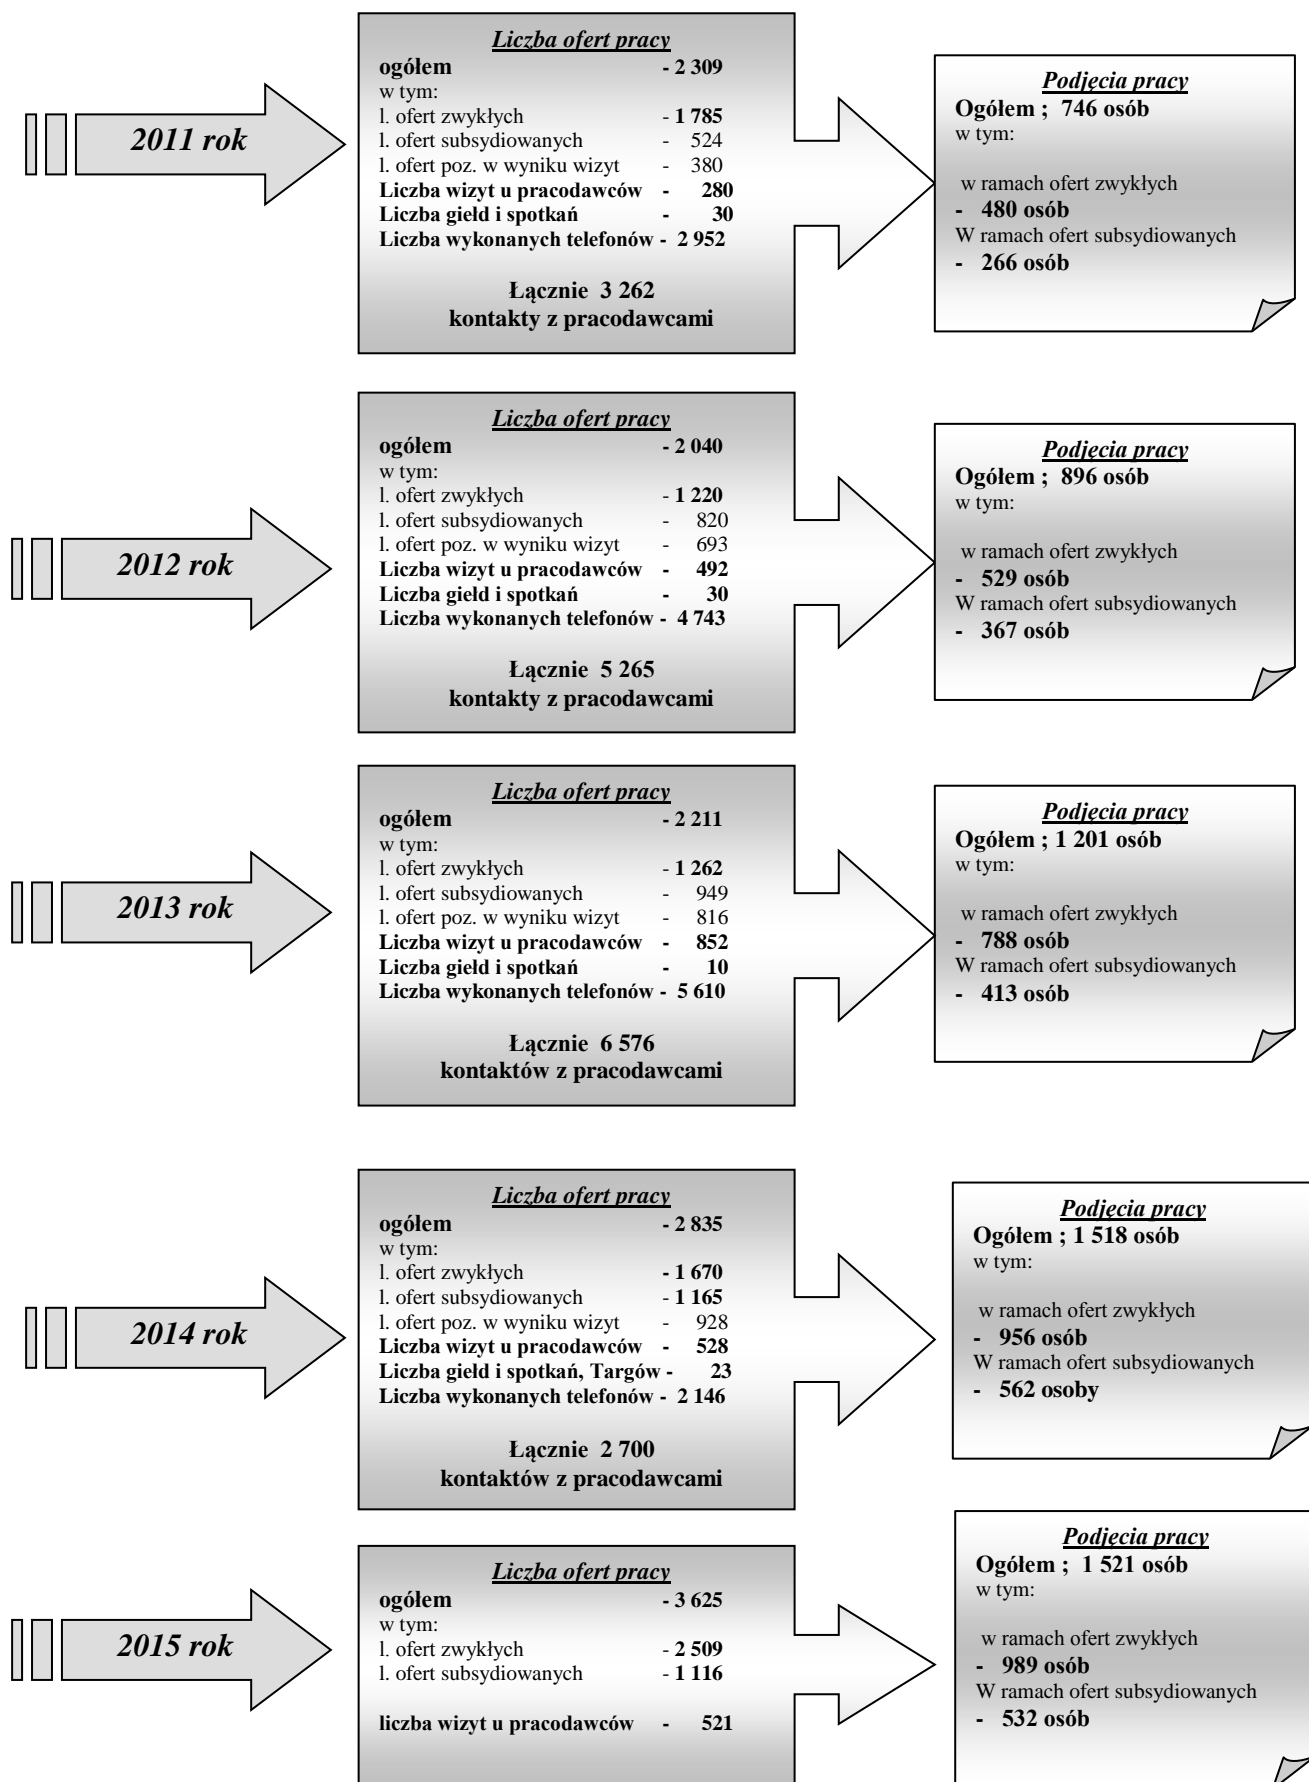 2011 rok
Liczba ofert pracy
ogółem - 2 309
w tym:
l. ofert zwykłych - 1 785
l. ofert subsydiowanych - 524
l. ofert poz. w wyniku wizyt - 380
Liczba wizyt u pracodawców - 280
Liczba giełd i spotkań - 30
Liczba wykonanych telefonów - 2 952
Łącznie 3 262
kontakty z pracodawcami
Podjęcia pracy
Ogółem ; 746 osób
w tym:
w ramach ofert zwykłych
- 480 osób
W ramach ofert subsydiowanych
- 266 osób
2012 rok
Liczba ofert pracy
ogółem - 2 040
w tym:
l. ofert zwykłych - 1 220
l. ofert subsydiowanych - 820
l. ofert poz. w wyniku wizyt - 693
Liczba wizyt u pracodawców - 492
Liczba giełd i spotkań - 30
Liczba wykonanych telefonów - 4 743
Łącznie 5 265
kontakty z pracodawcami
Podjęcia pracy
Ogółem ; 896 osób
w tym:
w ramach ofert zwykłych
- 529 osób
W ramach ofert subsydiowanych
- 367 osób
2013 rok
Liczba ofert pracy
ogółem - 2 211
w tym:
l. ofert zwykłych - 1 262
l. ofert subsydiowanych - 949
l. ofert poz. w wyniku wizyt - 816
Liczba wizyt u pracodawców - 852
Liczba giełd i spotkań - 10
Liczba wykonanych telefonów - 5 610
Łącznie 6 576
kontaktów z pracodawcami
Podjęcia pracy
Ogółem ; 1 201 osób
w tym:
w ramach ofert zwykłych
- 788 osób
W ramach ofert subsydiowanych
- 413 osób
2014 rok
Liczba ofert pracy
ogółem - 2 835
w tym:
l. ofert zwykłych - 1 670
l. ofert subsydiowanych - 1 165
l. ofert poz. w wyniku wizyt - 928
Liczba wizyt u pracodawców - 528
Liczba giełd i spotkań, Targów - 23
Liczba wykonanych telefonów - 2 146
Łącznie 2 700
kontaktów z pracodawcami
Podjęcia pracy
Ogółem ; 1 518 osób
w tym:
w ramach ofert zwykłych
- 956 osób
W ramach ofert subsydiowanych
- 562 osoby
2015 rok
Liczba ofert pracy
ogółem - 3 625
w tym:
l. ofert zwykłych - 2 509
l. ofert subsydiowanych - 1 116
liczba wizyt u pracodawców - 521
Podjęcia pracy
Ogółem ; 1 521 osób
w tym:
w ramach ofert zwykłych
- 989 osób
W ramach ofert subsydiowanych
- 532 osób